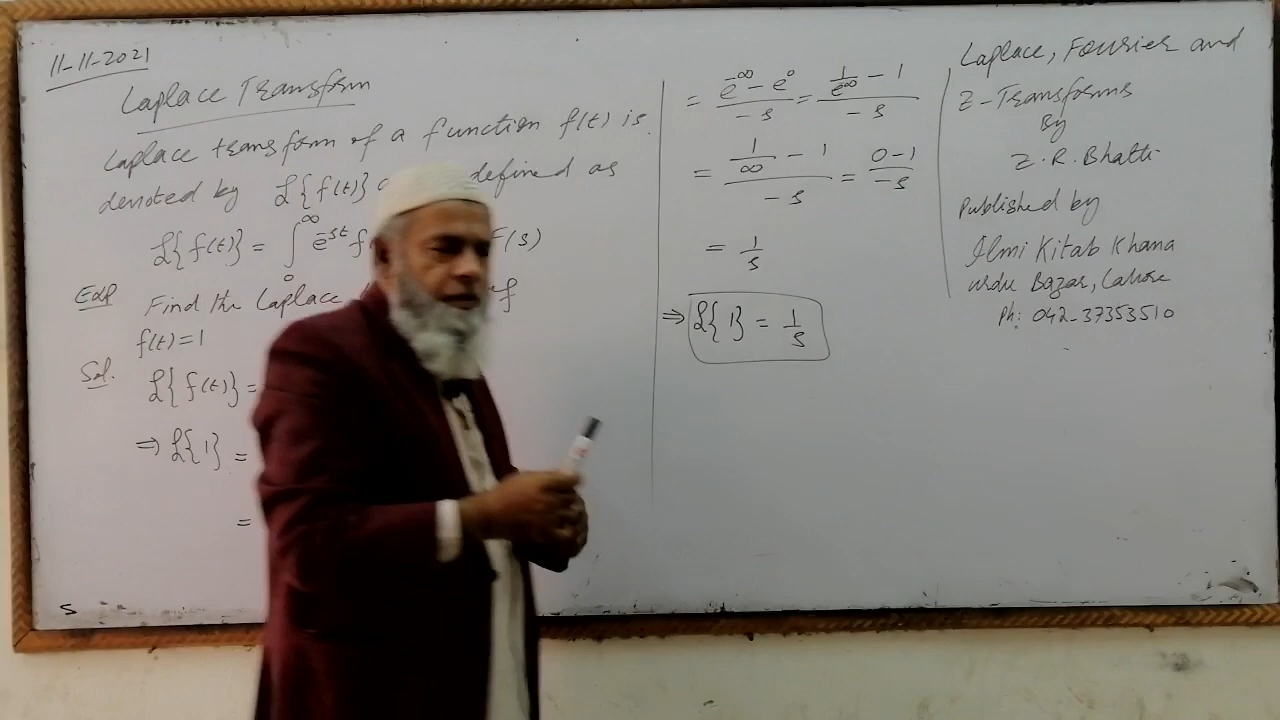 11-11-2021
Laplace Transform
Laplace transform of a function f(t) is
denoted by ℒ{f(t)} defined as
ℒ{f(t)} = ∫₀^∞ e^-st f F(s)
Find the Laplace of
f(t)=1
Sol.
ℒ{f(t)} =
⇒ ℒ{1} =
=
= (e^-∞ - e^0)/-s = (1/e^∞ - 1)/-s
= (1/∞ - 1)/-s = (0-1)/-s
= 1/s
⇒ ℒ{1} = 1/s
Laplace, Fourier and
Z-Transforms
By
Z.R.Bhatti
Published by
Ilmi Kitab Khana
Urdu Bazar, Lahore
Ph: 042-37353510